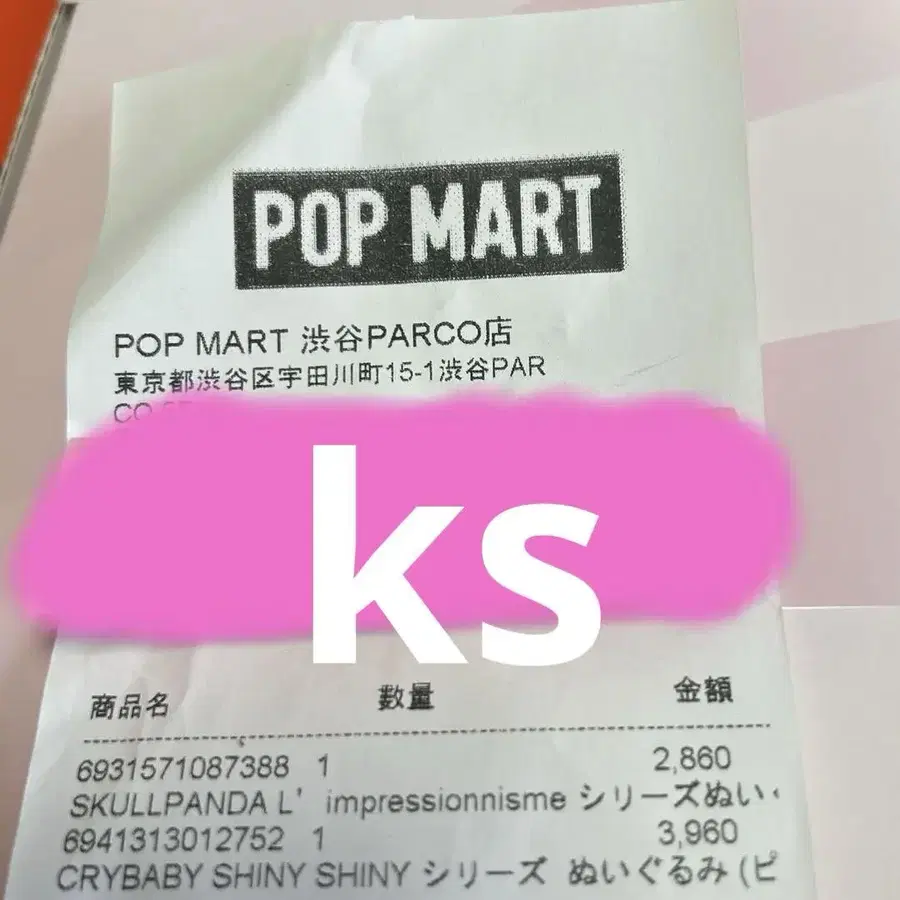 POP MART
POP MART 渋谷PARCO店
東京都渋谷区宇田川町15-1渋谷PAR
CO
ks
商品名 数量 金額
6931571087388 1 2,860
SKULLPANDA L' impressionnisme シリーズぬい
6941313012752 1 3,960
CRYBABY SHINY SHINY シリーズ ぬいぐるみ (ピ